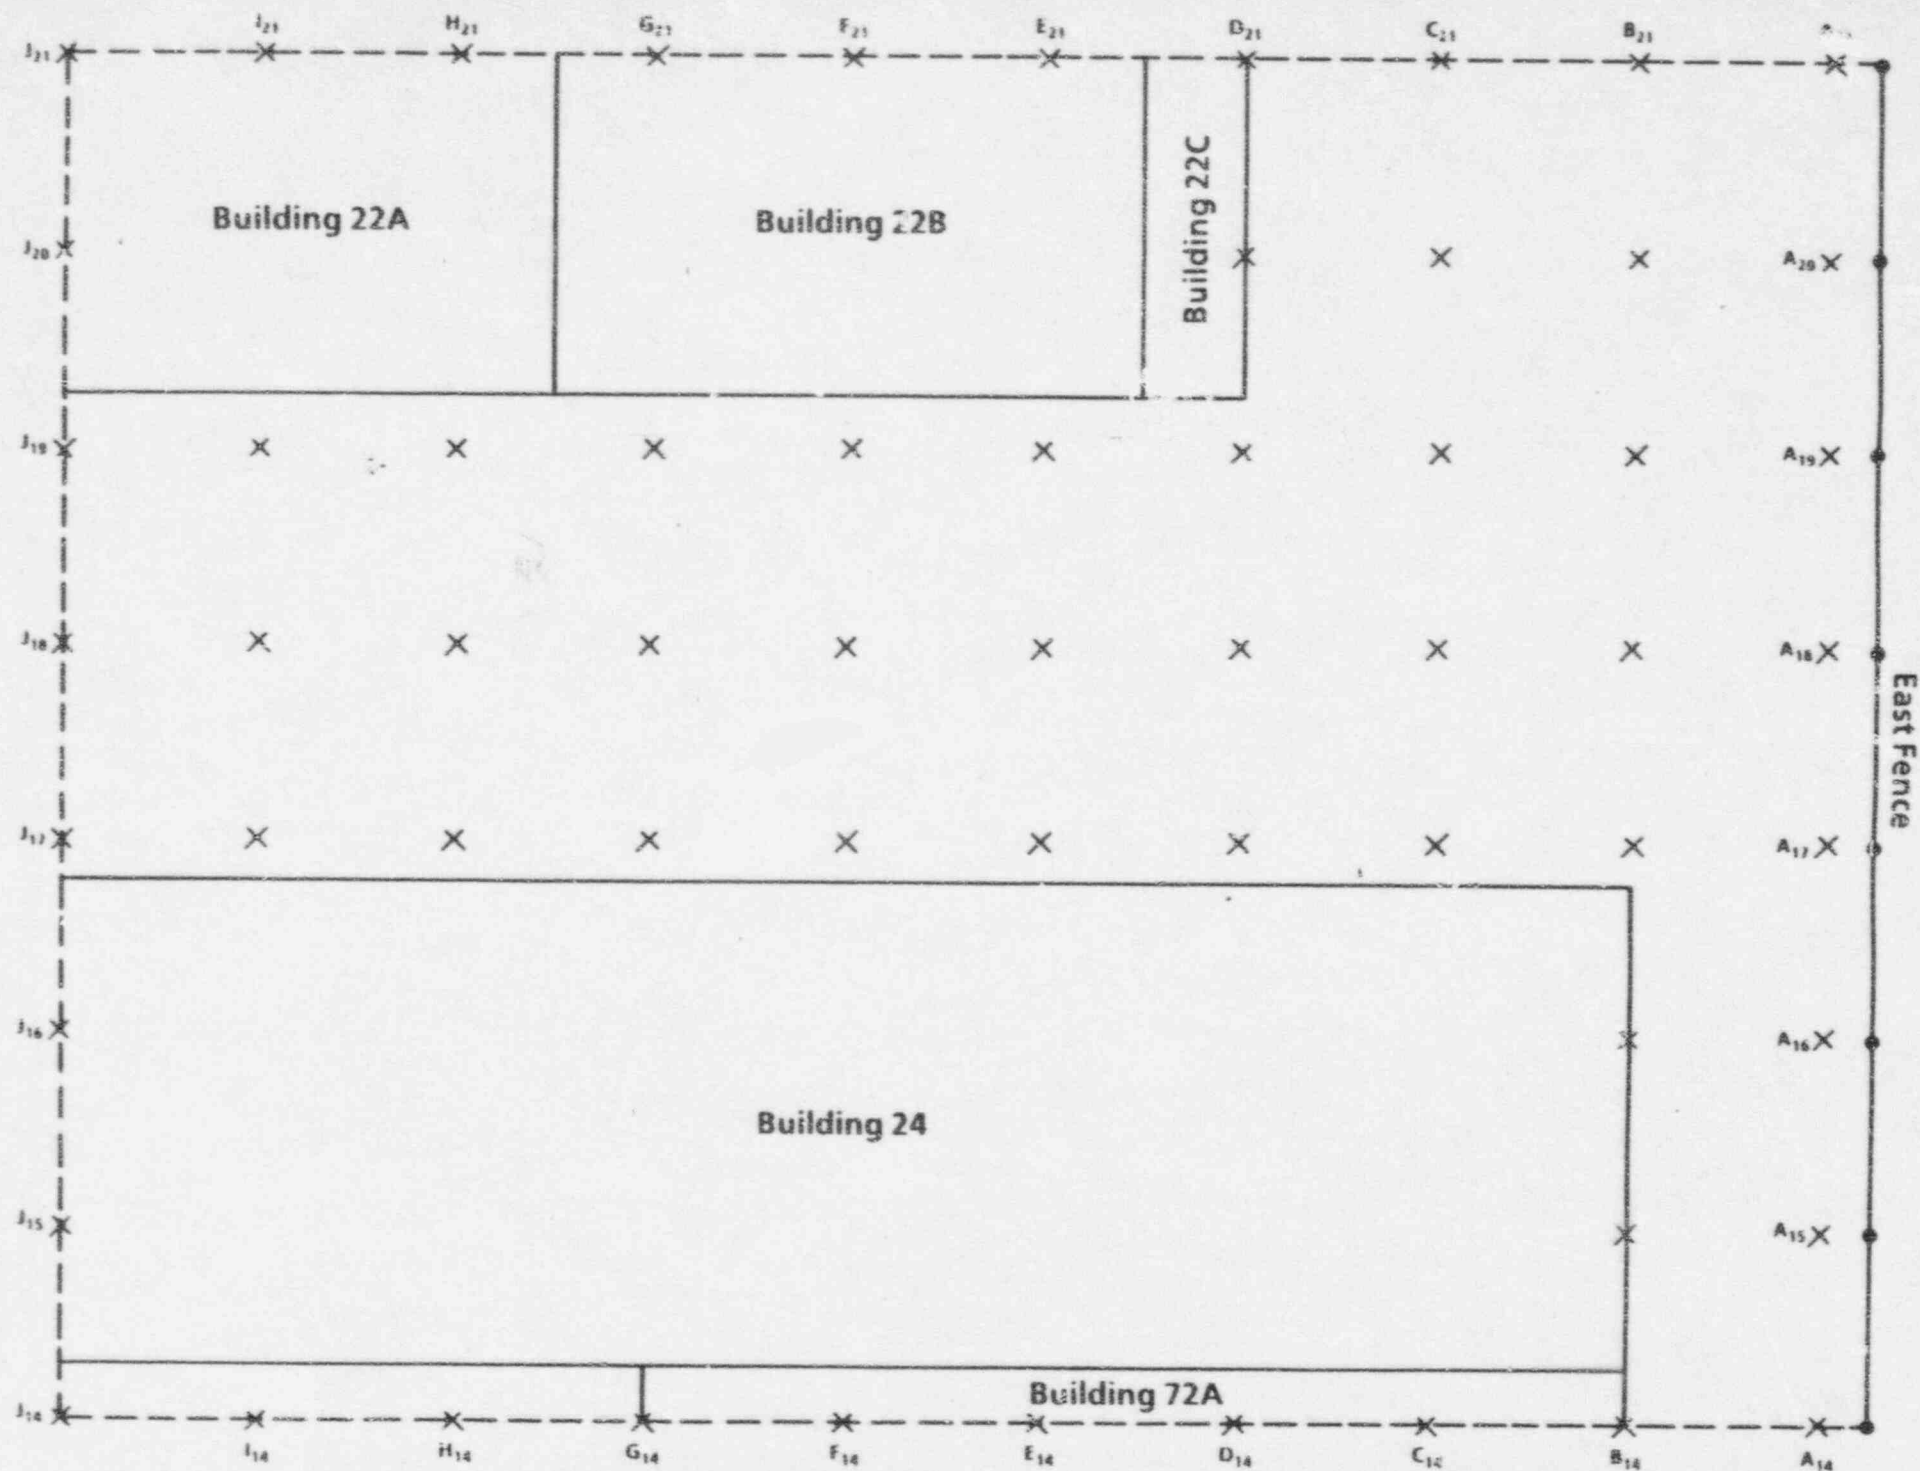 J₂₁ I₂₁ H₂₁ G₂₁ F₂₁ E₂₁ D₂₁ C₂₁ B₂₁
Building 22A
Building 22B
Building 22C
J₂₀
A₂₀
J₁₉
A₁₉
J₁₈
A₁₈
East Fence
J₁₇
A₁₇
J₁₆
A₁₆
Building 24
J₁₅
A₁₅
Building 72A
J₁₄
I₁₄ H₁₄ G₁₄ F₁₄ E₁₄ D₁₄ C₁₄ B₁₄ A₁₄